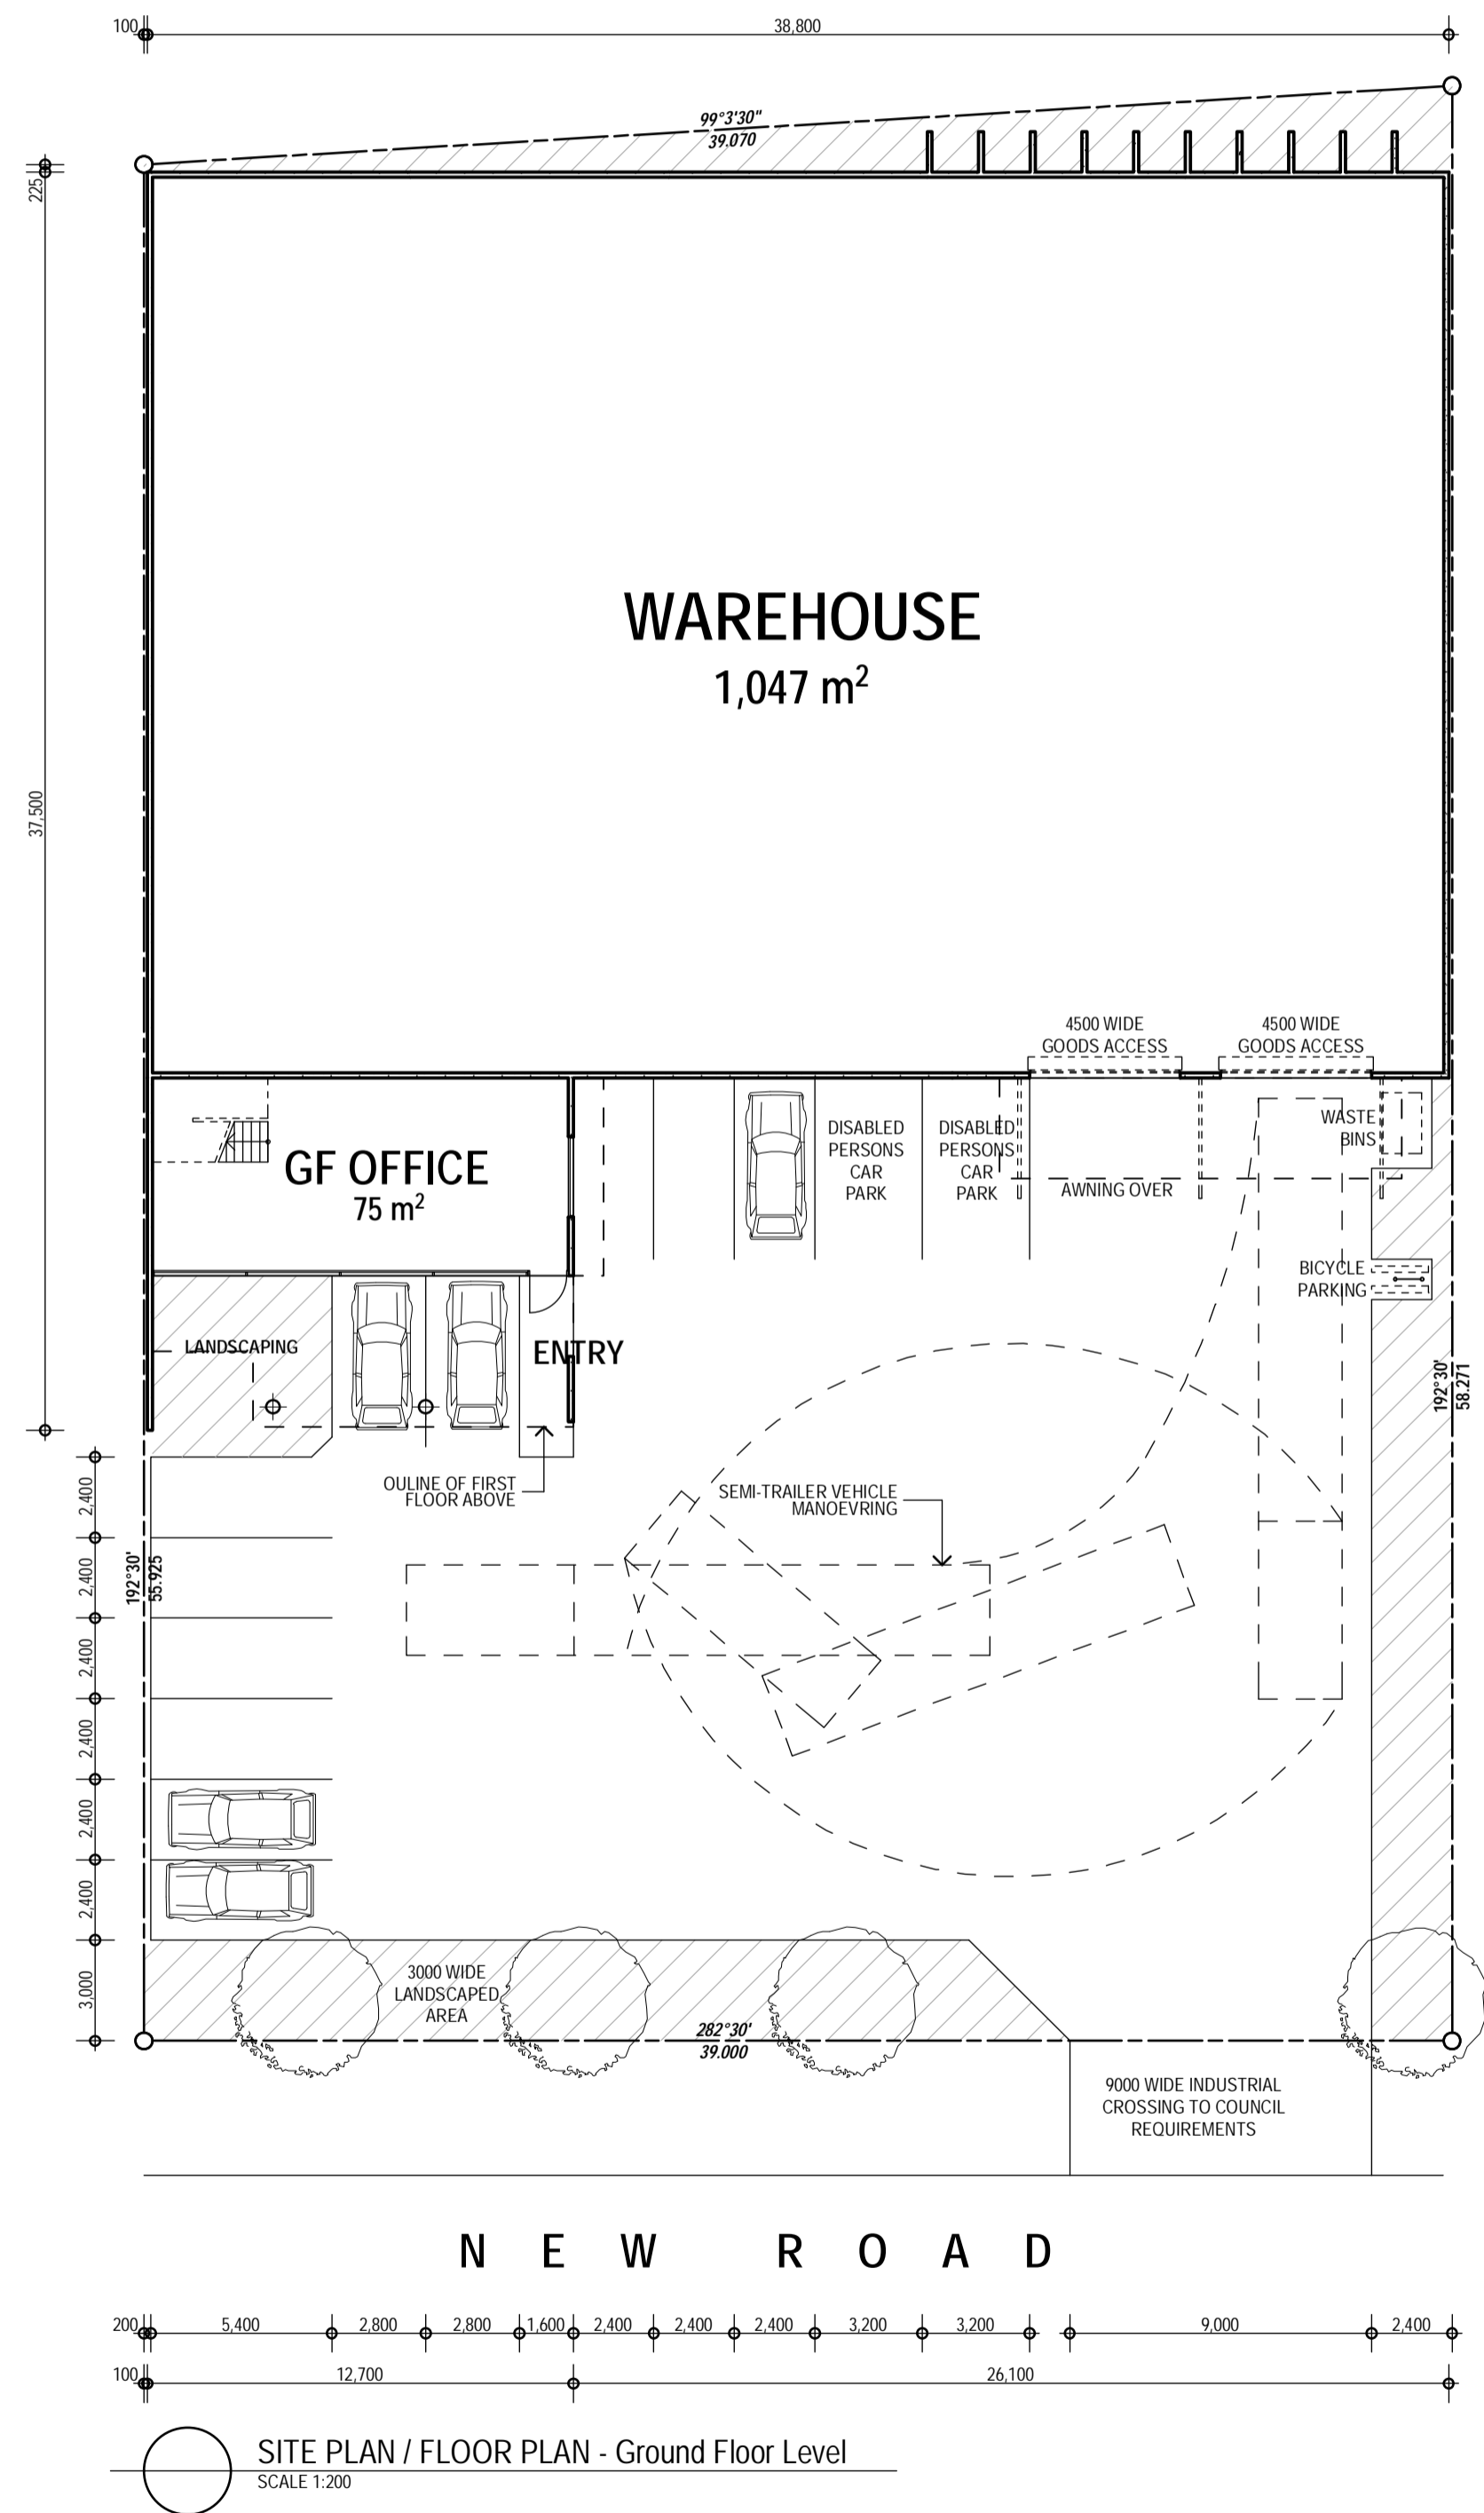 100
38,800
99°3'30"
39.070
225
37,500
WAREHOUSE
1,047 m²
4500 WIDE
GOODS ACCESS
4500 WIDE
GOODS ACCESS
GF OFFICE
75 m²
DISABLED
PERSONS
CAR
PARK
DISABLED
PERSONS
CAR
PARK
WASTE
BINS
AWNING OVER
BICYCLE
PARKING
LANDSCAPING
ENTRY
192°30'
58.271
OULINE OF FIRST
FLOOR ABOVE
SEMI-TRAILER VEHICLE
MANOEVRING
192°30'
55.925
2,400
2,400
2,400
2,400
2,400
2,400
3,000
3000 WIDE
LANDSCAPED
AREA
282°30'
39.000
9000 WIDE INDUSTRIAL
CROSSING TO COUNCIL
REQUIREMENTS
NEW ROAD
200
5,400
2,800
2,800
1,600
2,400
2,400
2,400
3,200
3,200
9,000
2,400
100
12,700
26,100
SITE PLAN / FLOOR PLAN - Ground Floor Level
SCALE 1:200